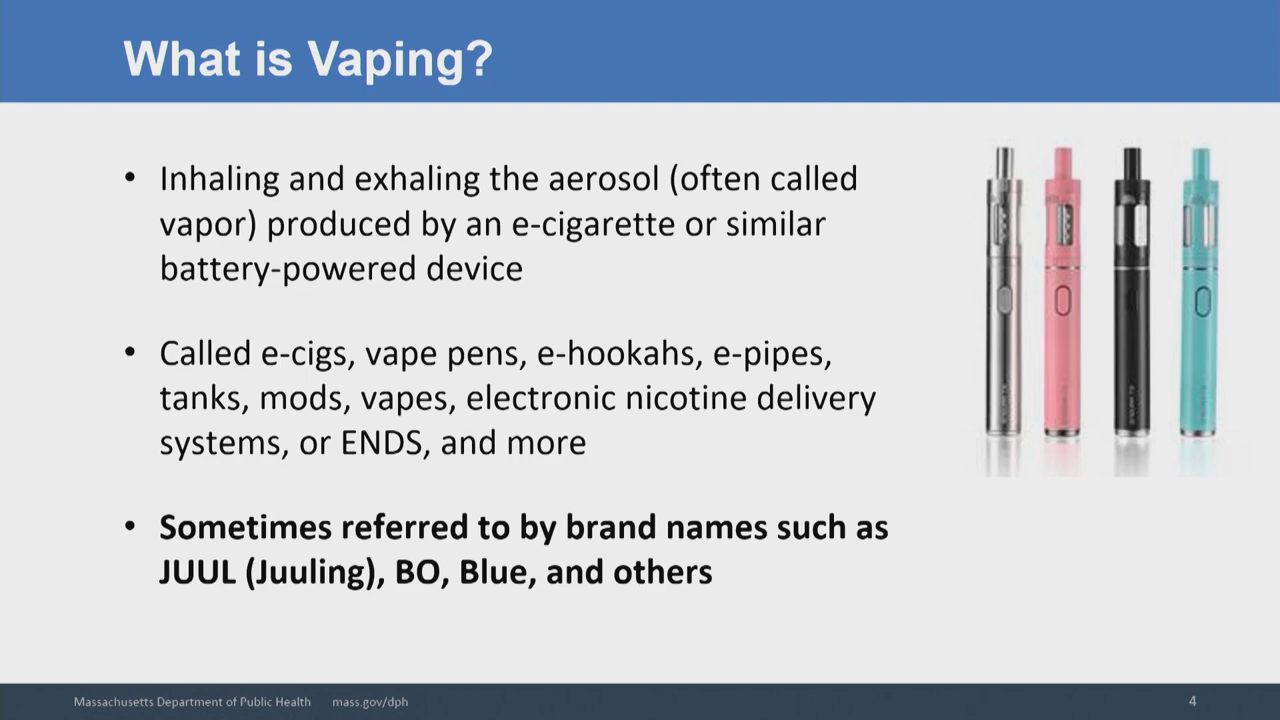 What is Vaping?
• Inhaling and exhaling the aerosol (often called
vapor) produced by an e-cigarette or similar
battery-powered device
• Called e-cigs, vape pens, e-hookahs, e-pipes,
tanks, mods, vapes, electronic nicotine delivery
systems, or ENDS, and more
• Sometimes referred to by brand names such as
JUUL (Juuling), BO, Blue, and others
Massachusetts Department of Public Health mass.gov/dph 4